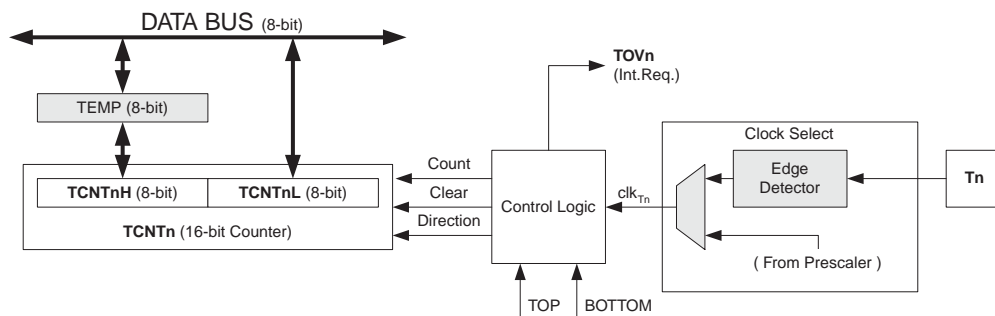 DATA BUS (8-bit)
TOVn
(Int.Req.)
TEMP (8-bit)
Clock Select
Count
Edge
Detector
Tn
TCNTnH (8-bit)
TCNTnL (8-bit)
Clear
Control Logic
clkTn
TCNTn (16-bit Counter)
Direction
( From Prescaler )
TOP
BOTTOM